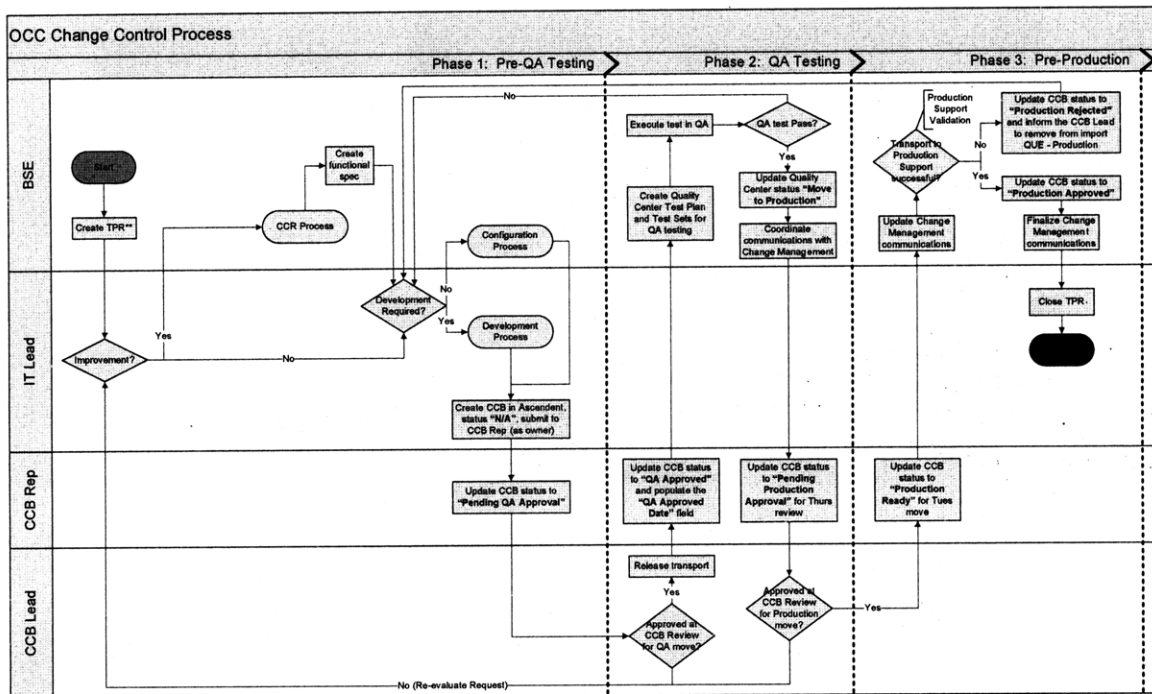 OCC Change Control Process
Phase 1: Pre-QA Testing
Phase 2: QA Testing
Phase 3: Pre-Production
BSE
Start
Create TPR**
CCR Process
Create
functional
spec
Configuration
Process
No
Execute test in QA
QA test Pass?
Yes
Create Quality
Center Test Plan
and Test Sets for
QA testing
Update Quality
Center status "Move
to Production"
Coordinate
communications with
Change Management
Production
Support
Validation
Transport to
Production
Support
successful?
No
Yes
Update CCB status to
"Production Rejected"
and inform the CCB Lead
to remove from import
QUE - Production
Update CCB status to
"Production Approved"
Update Change
Management
communications
Finalize Change
Management
communications
IT Lead
Improvement?
Yes
No
Development
Required?
No
Yes
Development
Process
Create CCB in Ascendent,
status "N/A", submit to
CCB Rep (as owner)
Close TPR
CCB Rep
Update CCB status to
"Pending QA Approval"
Update CCB status
to "QA Approved"
and populate the
"QA Approved
Date" field
Update CCB status
to "Pending
Production
Approval" for Thurs
review
Update CCB
status to
"Production
Ready" for Tues
move
CCB Lead
Release transport
Yes
Approved at
CCB Review
for QA move?
Approved at
CCB Review
for Production
move?
Yes
No (Re-evaluate Request)